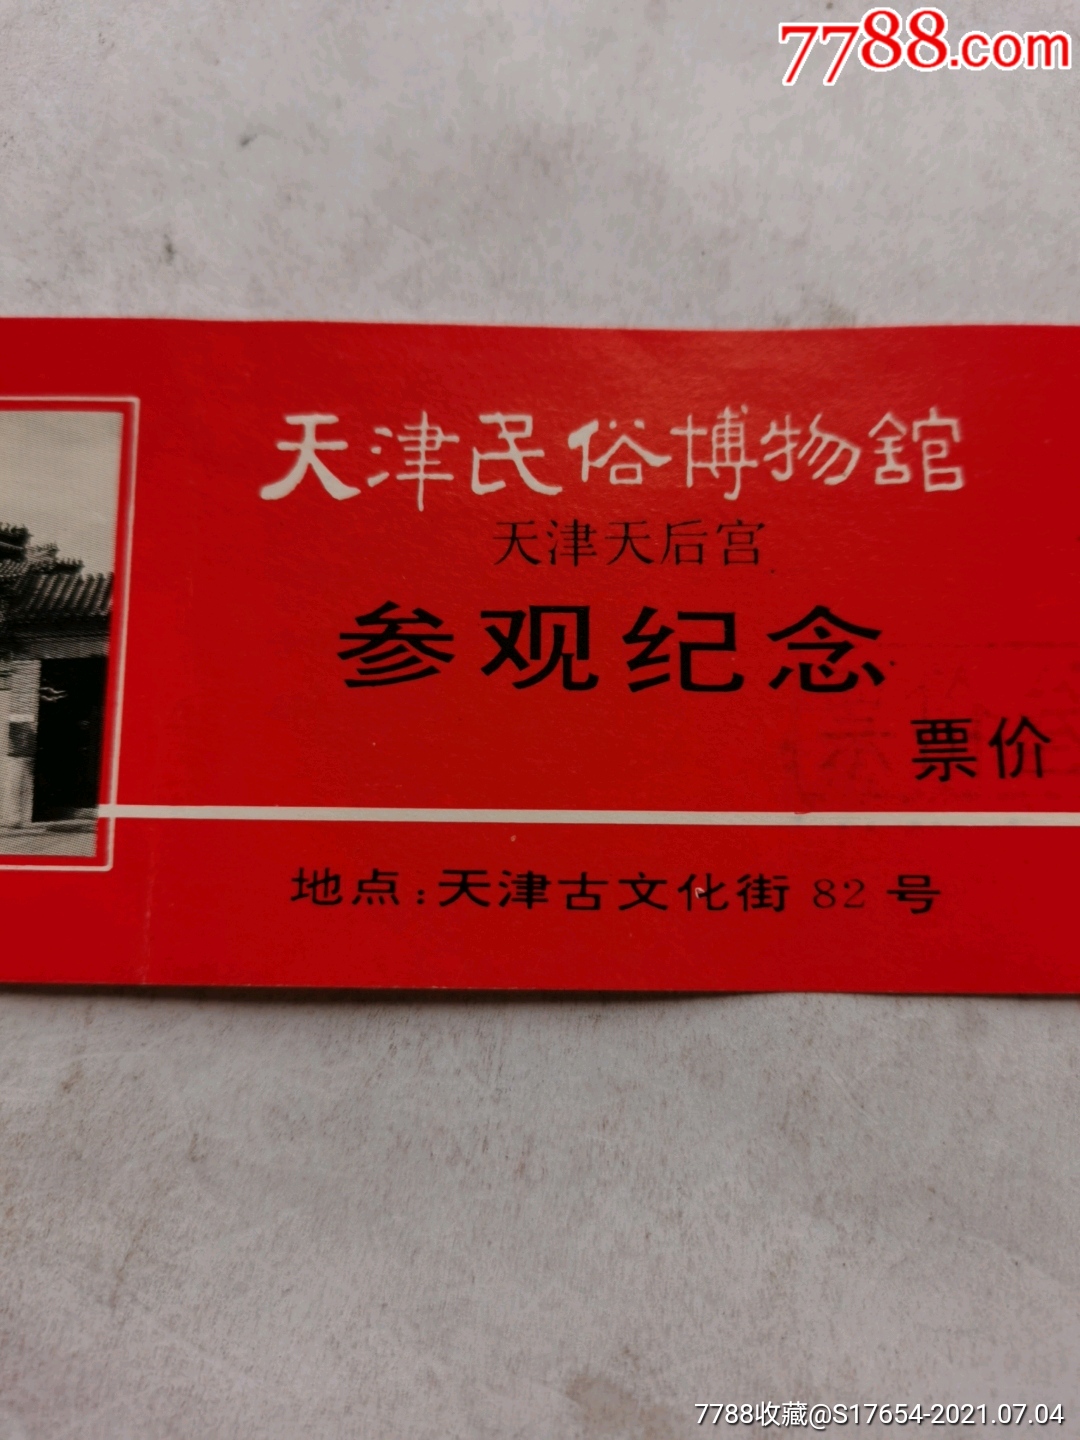 7788.com
天津民俗博物舘
天津天后宫
参观纪念
票价
地点:天津古文化街 82 号
7788收藏@S17654-2021.07.04